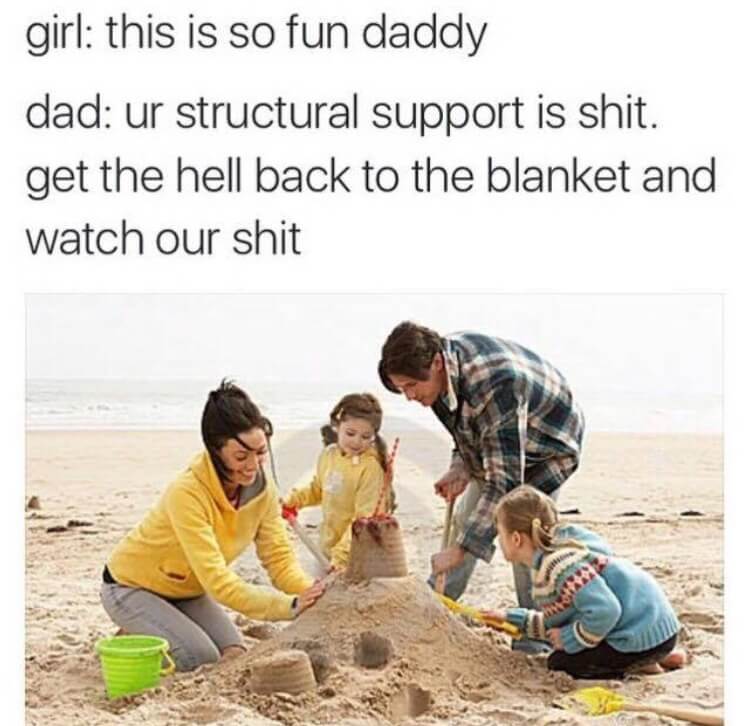 girl: this is so fun daddy
dad: ur structural support is shit.
get the hell back to the blanket and
watch our shit